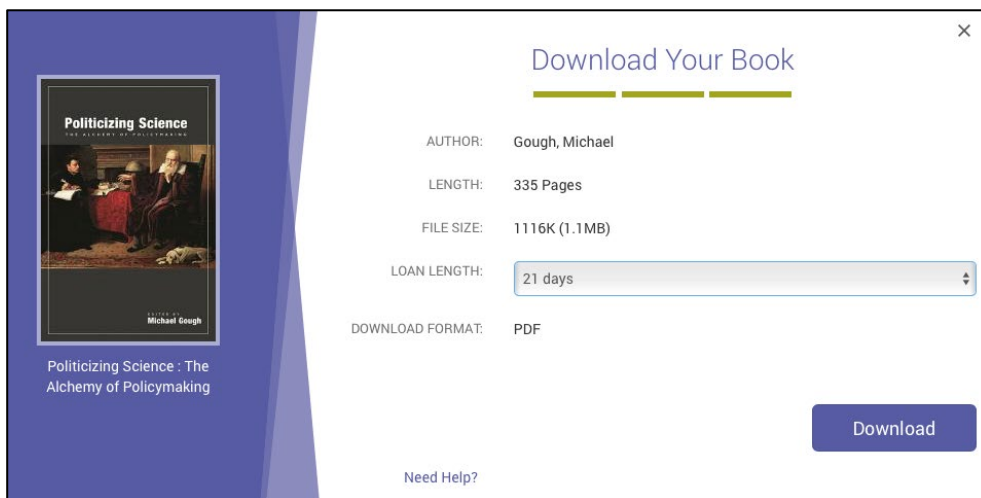 ×
Download Your Book
Politicizing Science
THE ALCHEMY OF POLICYMAKING
EDITED BY
Michael Gough
Politicizing Science : The
Alchemy of Policymaking
AUTHOR: Gough, Michael
LENGTH: 335 Pages
FILE SIZE: 1116K (1.1MB)
LOAN LENGTH: 21 days
DOWNLOAD FORMAT: PDF
Download
Need Help?